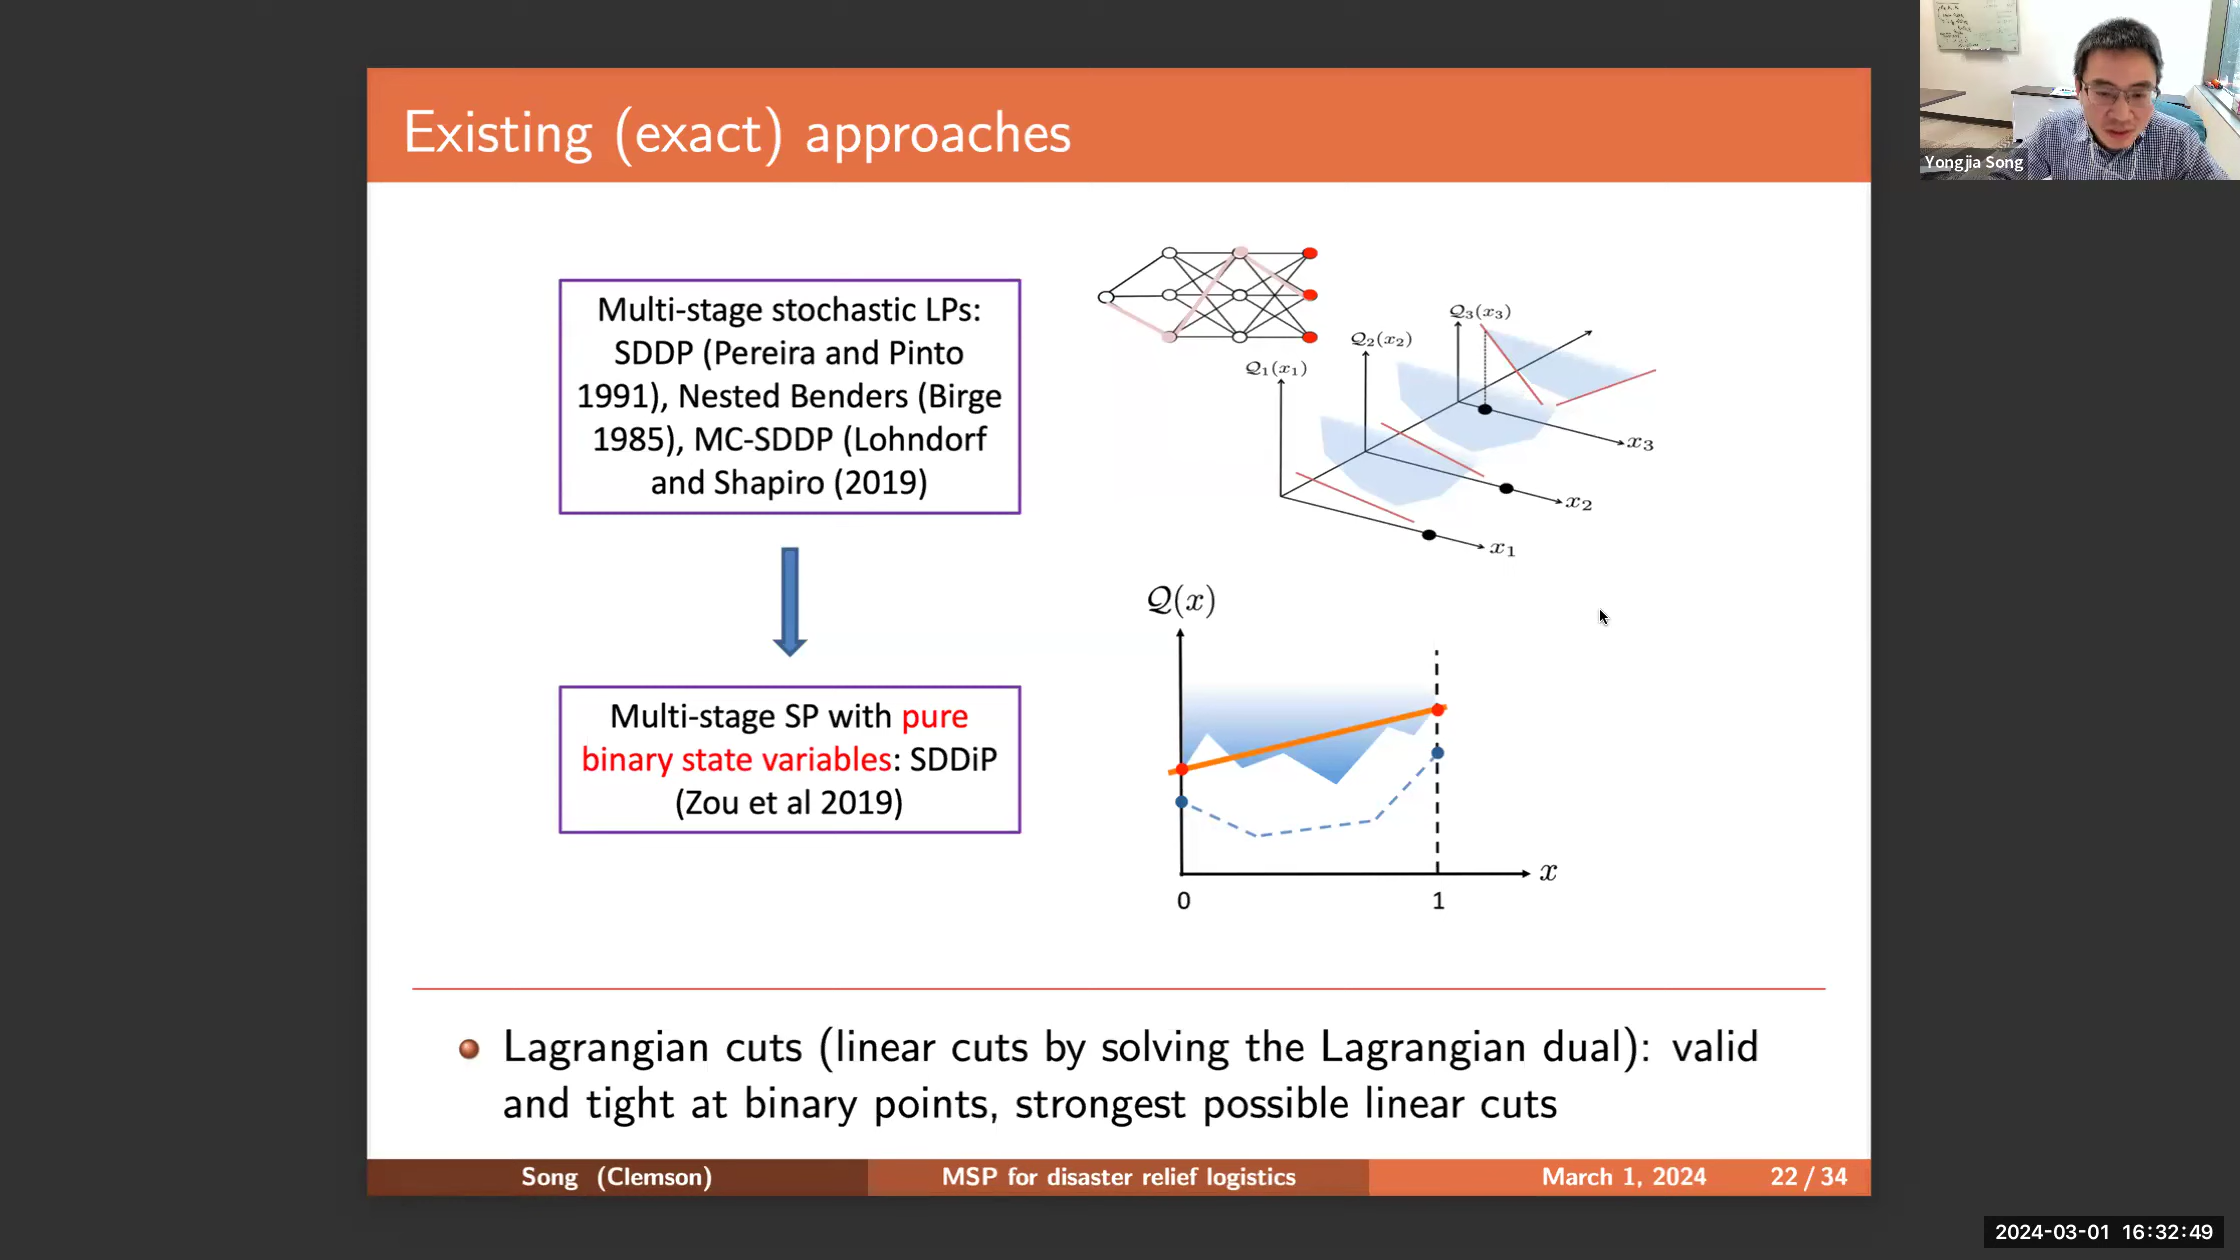 Existing (exact) approaches
Multi-stage stochastic LPs:
SDDP (Pereira and Pinto
1991), Nested Benders (Birge
1985), MC-SDDP (Lohndorf
and Shapiro (2019)
Q₁(x₁)
Q₂(x₂)
Q₃(x₃)
x₃
x₂
x₁
Multi-stage SP with pure
binary state variables: SDDiP
(Zou et al 2019)
Q(x)
x
0
1
Lagrangian cuts (linear cuts by solving the Lagrangian dual): valid
and tight at binary points, strongest possible linear cuts
Song (Clemson)
MSP for disaster relief logistics
March 1, 2024
22 / 34
Yongjia Song
2024-03-01 16:32:49